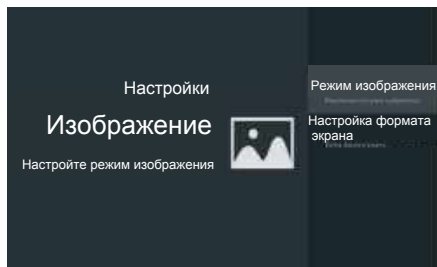 Настройки
Изображение
Настройте режим изображения
Режим изображения
Настройка формата
экрана